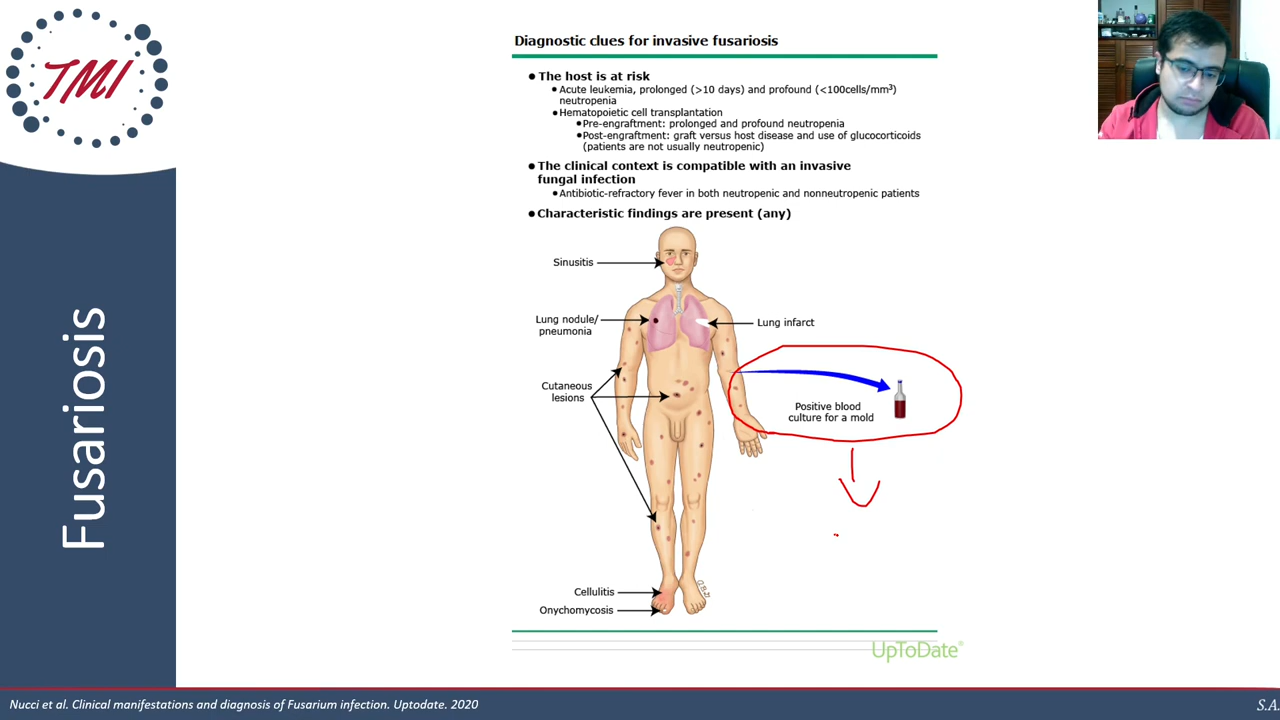 TMI
Fusariosis
Diagnostic clues for invasive fusariosis
● The host is at risk
● Acute leukemia, prolonged (>10 days) and profound (<100cells/mm³)
neutropenia
● Hematopoietic cell transplantation
● Pre-engraftment: prolonged and profound neutropenia
● Post-engraftment: graft versus host disease and use of glucocorticoids
(patients are not usually neutropenic)
● The clinical context is compatible with an invasive
fungal infection
● Antibiotic-refractory fever in both neutropenic and nonneutropenic patients
● Characteristic findings are present (any)
Sinusitis
Lung nodule/
pneumonia
Lung infarct
Cutaneous
lesions
Positive blood
culture for a mold
Cellulitis
Onychomycosis
UpToDate®
Nucci et al. Clinical manifestations and diagnosis of Fusarium infection. Uptodate. 2020
S.A.